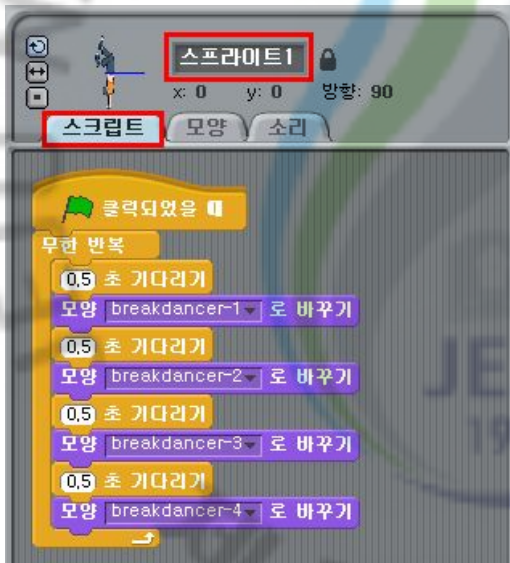 스프라이트1
x: 0 y: 0 방향: 90
스크립트 모양 소리
클릭되었을 때
무한 반복
0.5 초 기다리기
모양 breakdancer-1 로 바꾸기
0.5 초 기다리기
모양 breakdancer-2 로 바꾸기
0.5 초 기다리기
모양 breakdancer-3 로 바꾸기
0.5 초 기다리기
모양 breakdancer-4 로 바꾸기
JE
19